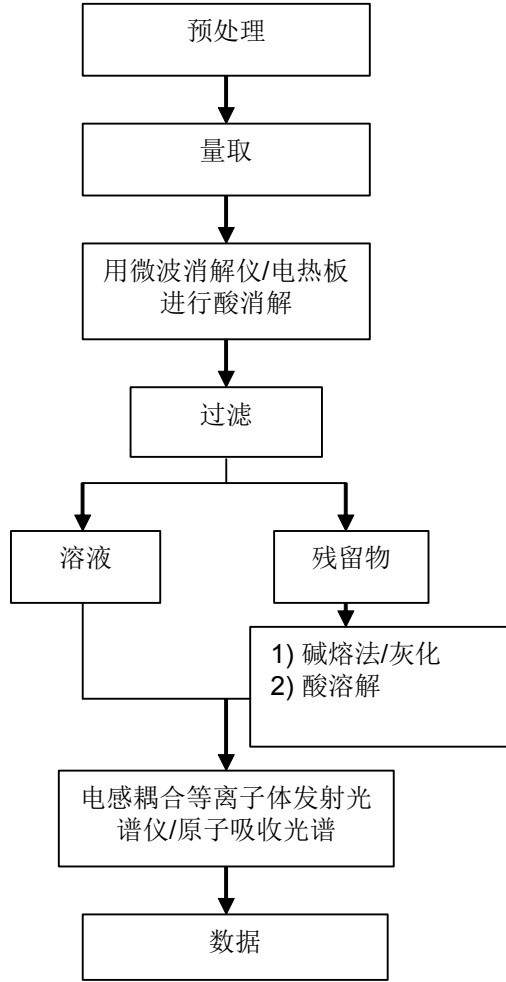 预处理
量取
用微波消解仪/电热板
进行酸消解
过滤
溶液
残留物
1) 碱熔法/灰化
2) 酸溶解
电感耦合等离子体发射光
谱仪/原子吸收光谱
数据